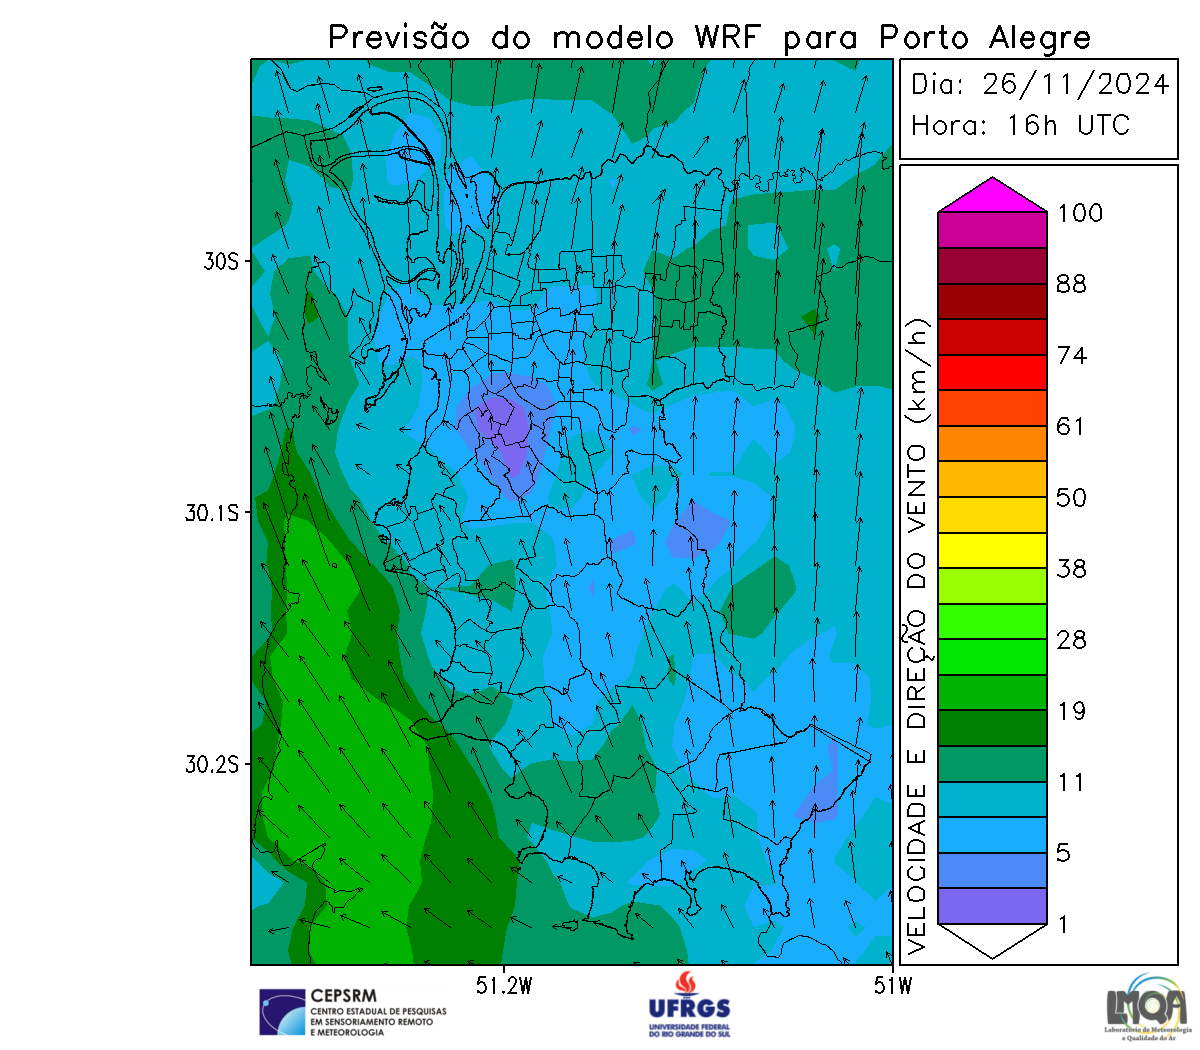 Previsão do modelo WRF para Porto Alegre
Dia: 26/11/2024
Hora: 16h UTC
30S
30.1S
30.2S
51.2W
51W
VELOCIDADE E DIREÇÃO DO VENTO (km/h)
100
88
74
61
50
38
28
19
11
5
1
CEPSRM
CENTRO ESTADUAL DE PESQUISAS
EM SENSORIAMENTO REMOTO
E METEOROLOGIA
UFRGS
UNIVERSIDADE FEDERAL
DO RIO GRANDE DO SUL
LMQA
Laboratório de Meteorologia
e Qualidade do Ar